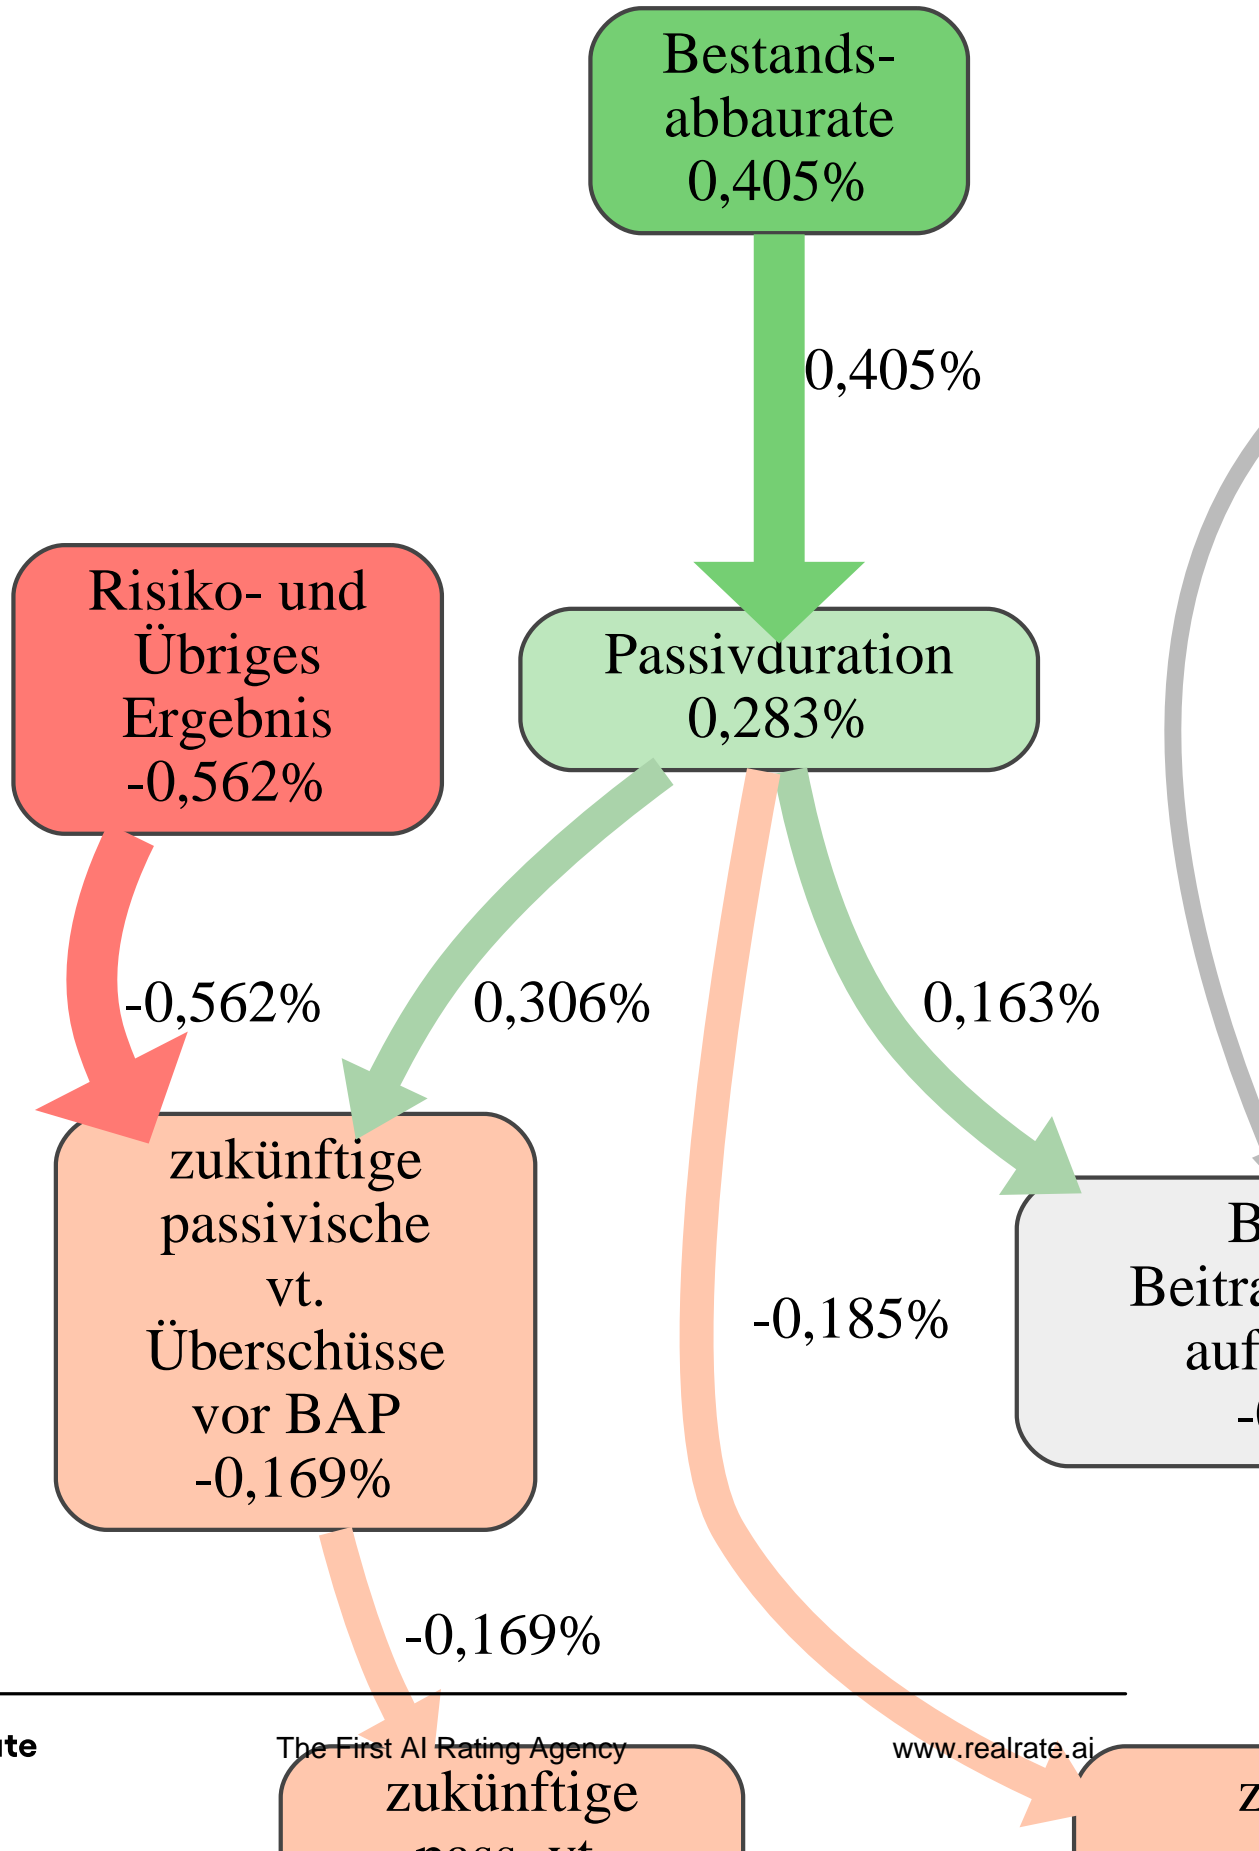 Bestands-
abbaurate
0,405%
0,405%
Risiko- und
Übriges
Ergebnis
-0,562%
Passivduration
0,283%
-0,562%
0,306%
0,163%
zukünftige
passivische
vt.
Überschüsse
vor BAP
-0,169%
-0,185%
auf
-0,169%
The First AI Rating Agency
www.realrate.ai
zukünftige
pass. vt.